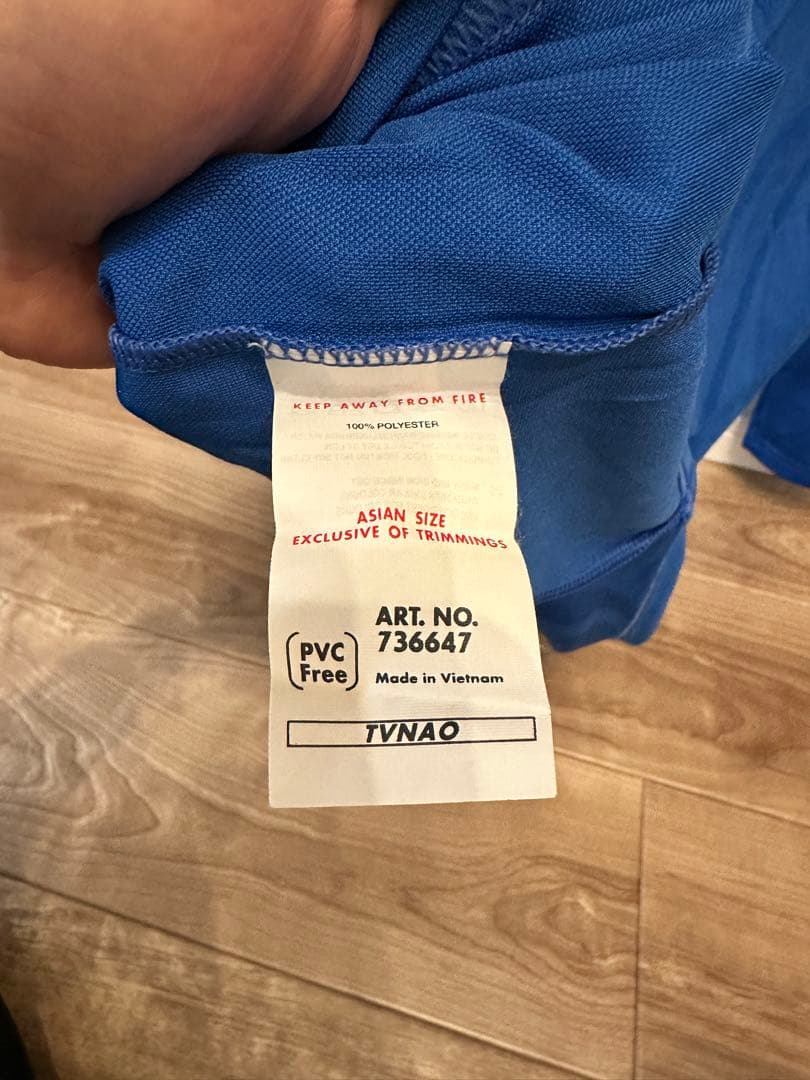 KEEP AWAY FROM FIRE
100% POLYESTER
ASIAN SIZE
EXCLUSIVE OF TRIMMINGS
ART. NO.
736647
PVC
Free
Made in Vietnam
TVNAO